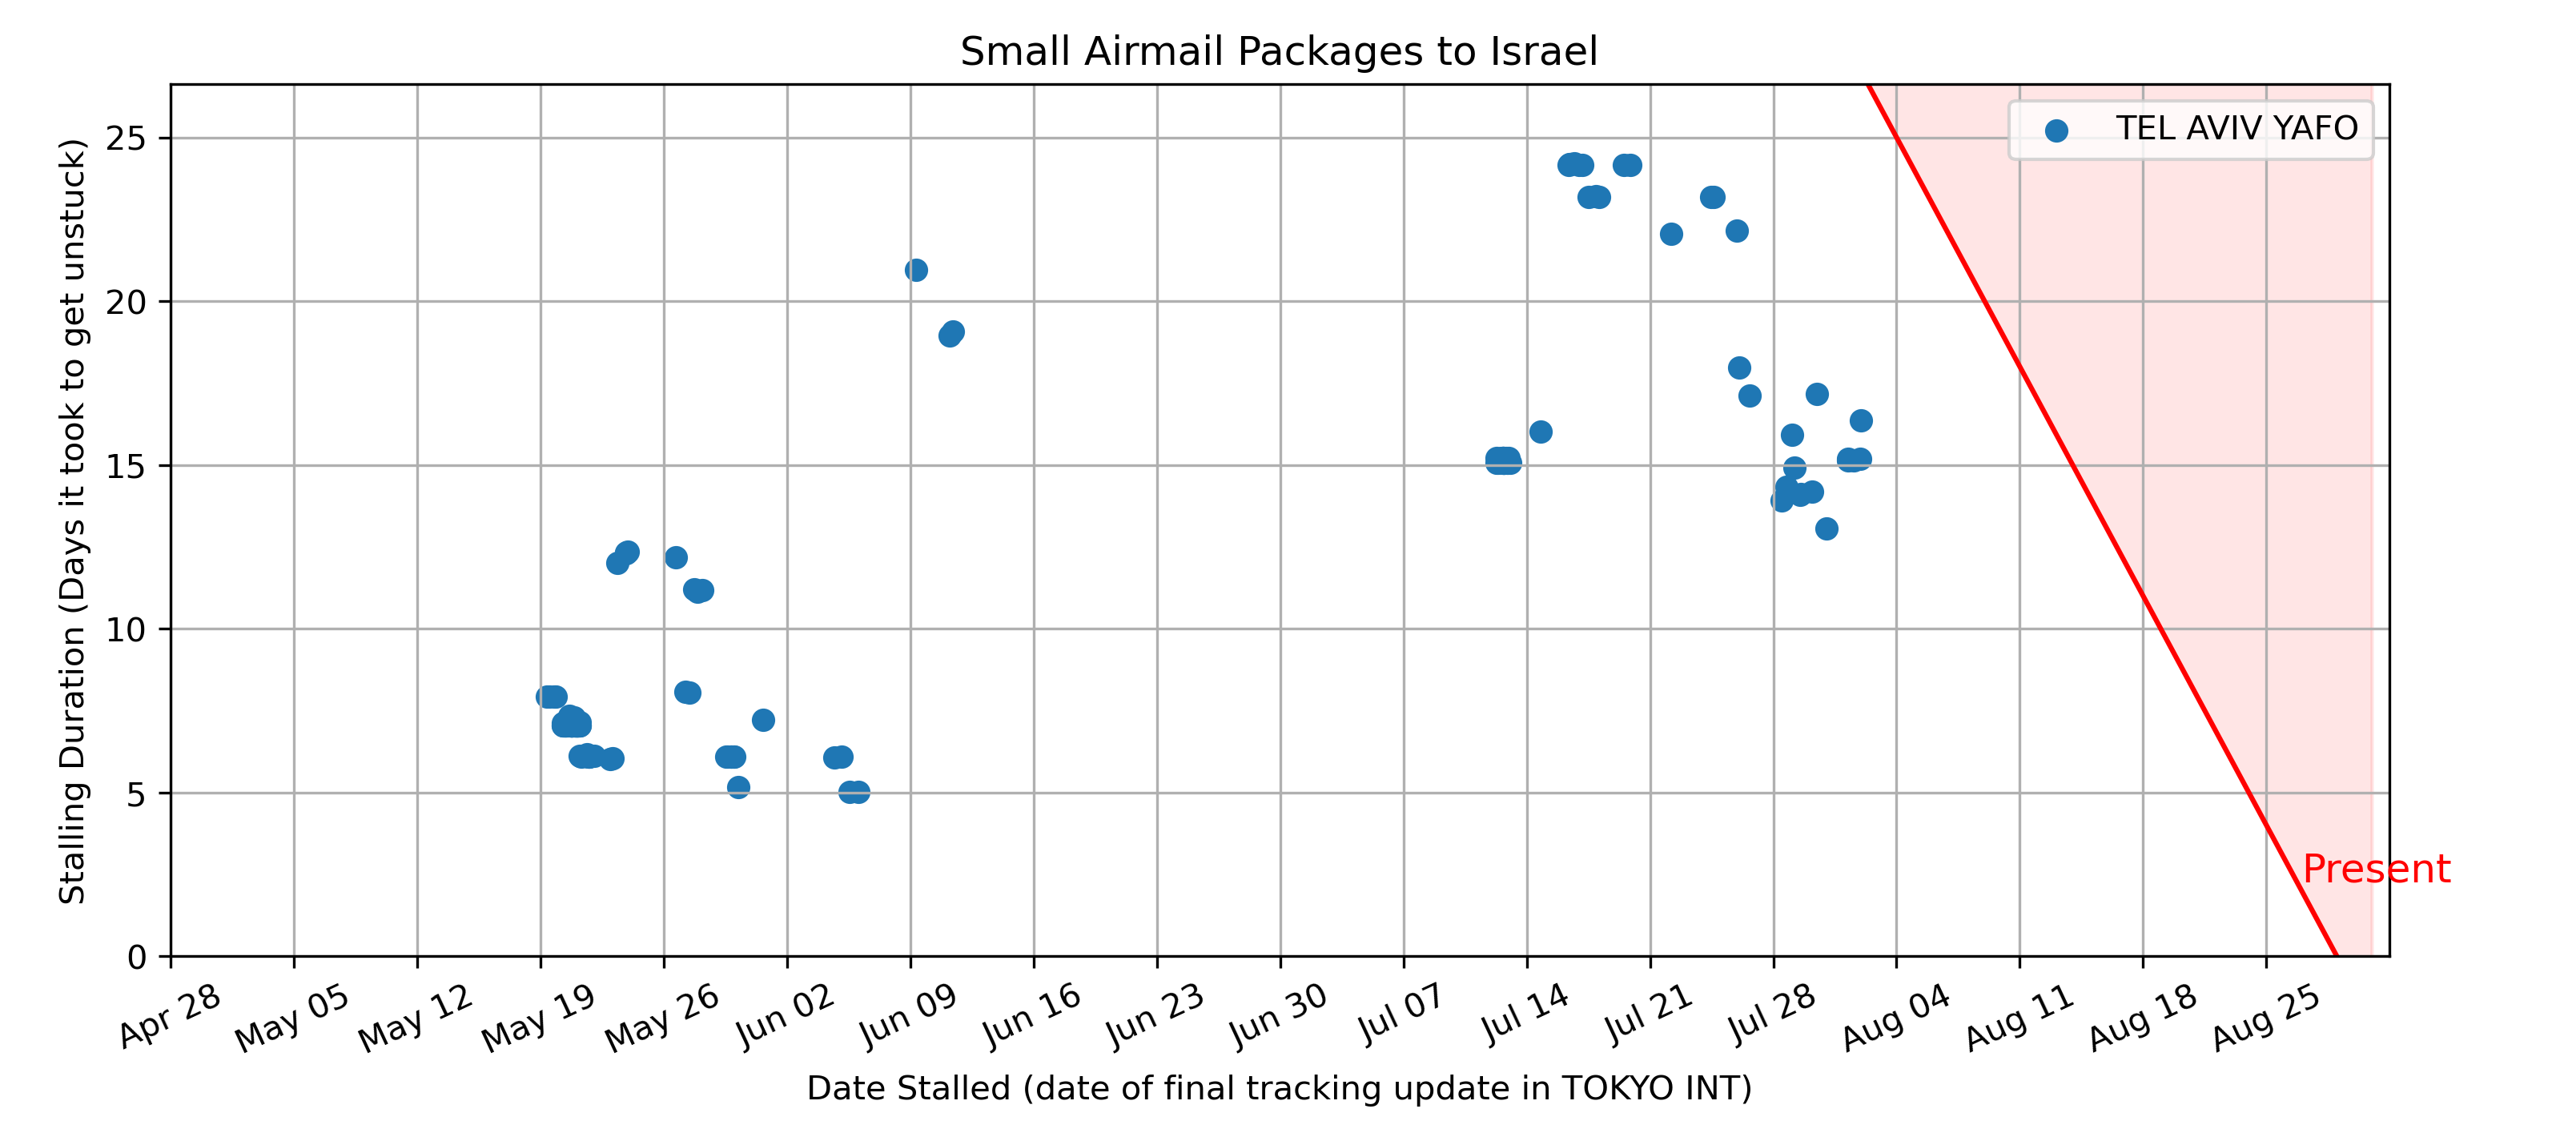 Small Airmail Packages to Israel
TEL AVIV YAFO
Stalling Duration (Days it took to get unstuck)
25
20
15
10
5
0
Present
Apr 28
May 05
May 12
May 19
May 26
Jun 02
Jun 09
Jun 16
Jun 23
Jun 30
Jul 07
Jul 14
Jul 21
Jul 28
Aug 04
Aug 11
Aug 18
Aug 25
Date Stalled (date of final tracking update in TOKYO INT)